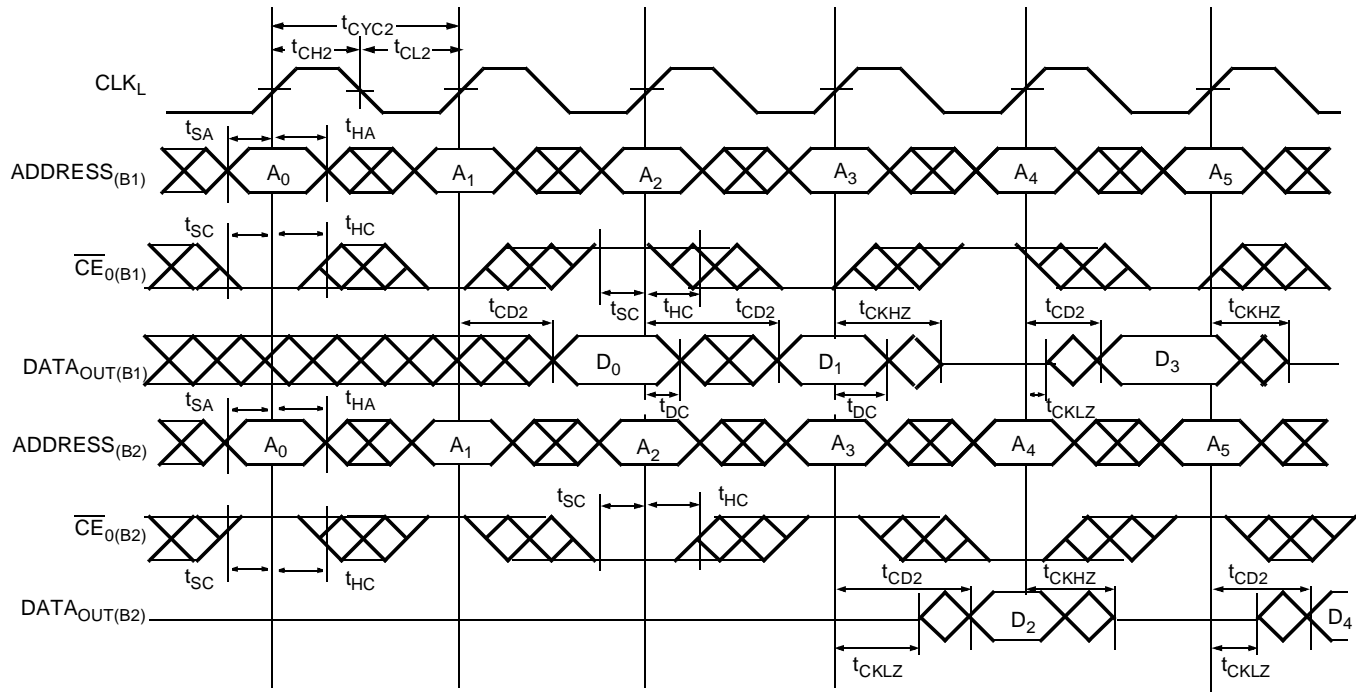 tCYC2
tCH2 tCL2
CLKL
tSA tHA
ADDRESS(B1) A0 A1 A2 A3 A4 A5
tSC tHC
CE0(B1)
tCD2 tSC tHC tCD2 tCKHZ tCD2 tCKHZ
DATAOUT(B1) D0 D1 D3
tSA tHA tDC tDC tCKLZ
ADDRESS(B2) A0 A1 A2 A3 A4 A5
tSC tHC
CE0(B2)
tSC tHC tCD2 tCKHZ tCD2
DATAOUT(B2) D2 D4
tCKLZ tCKLZ